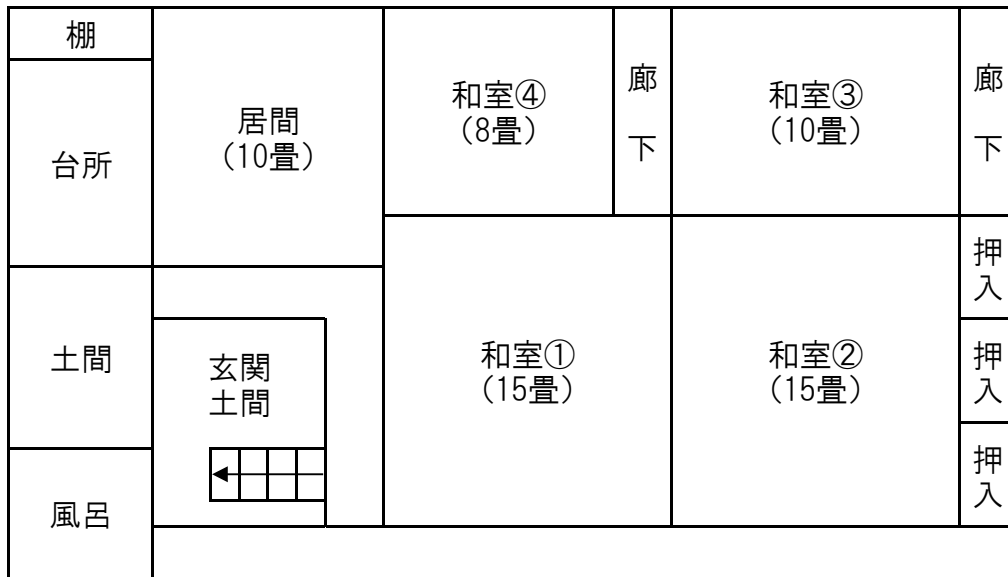 棚
台所
居間
(10畳)
和室④
(8畳)
廊
下
和室③
(10畳)
廊
下
土間
玄関
土間
和室①
(15畳)
和室②
(15畳)
押
入
押
入
押
入
風呂